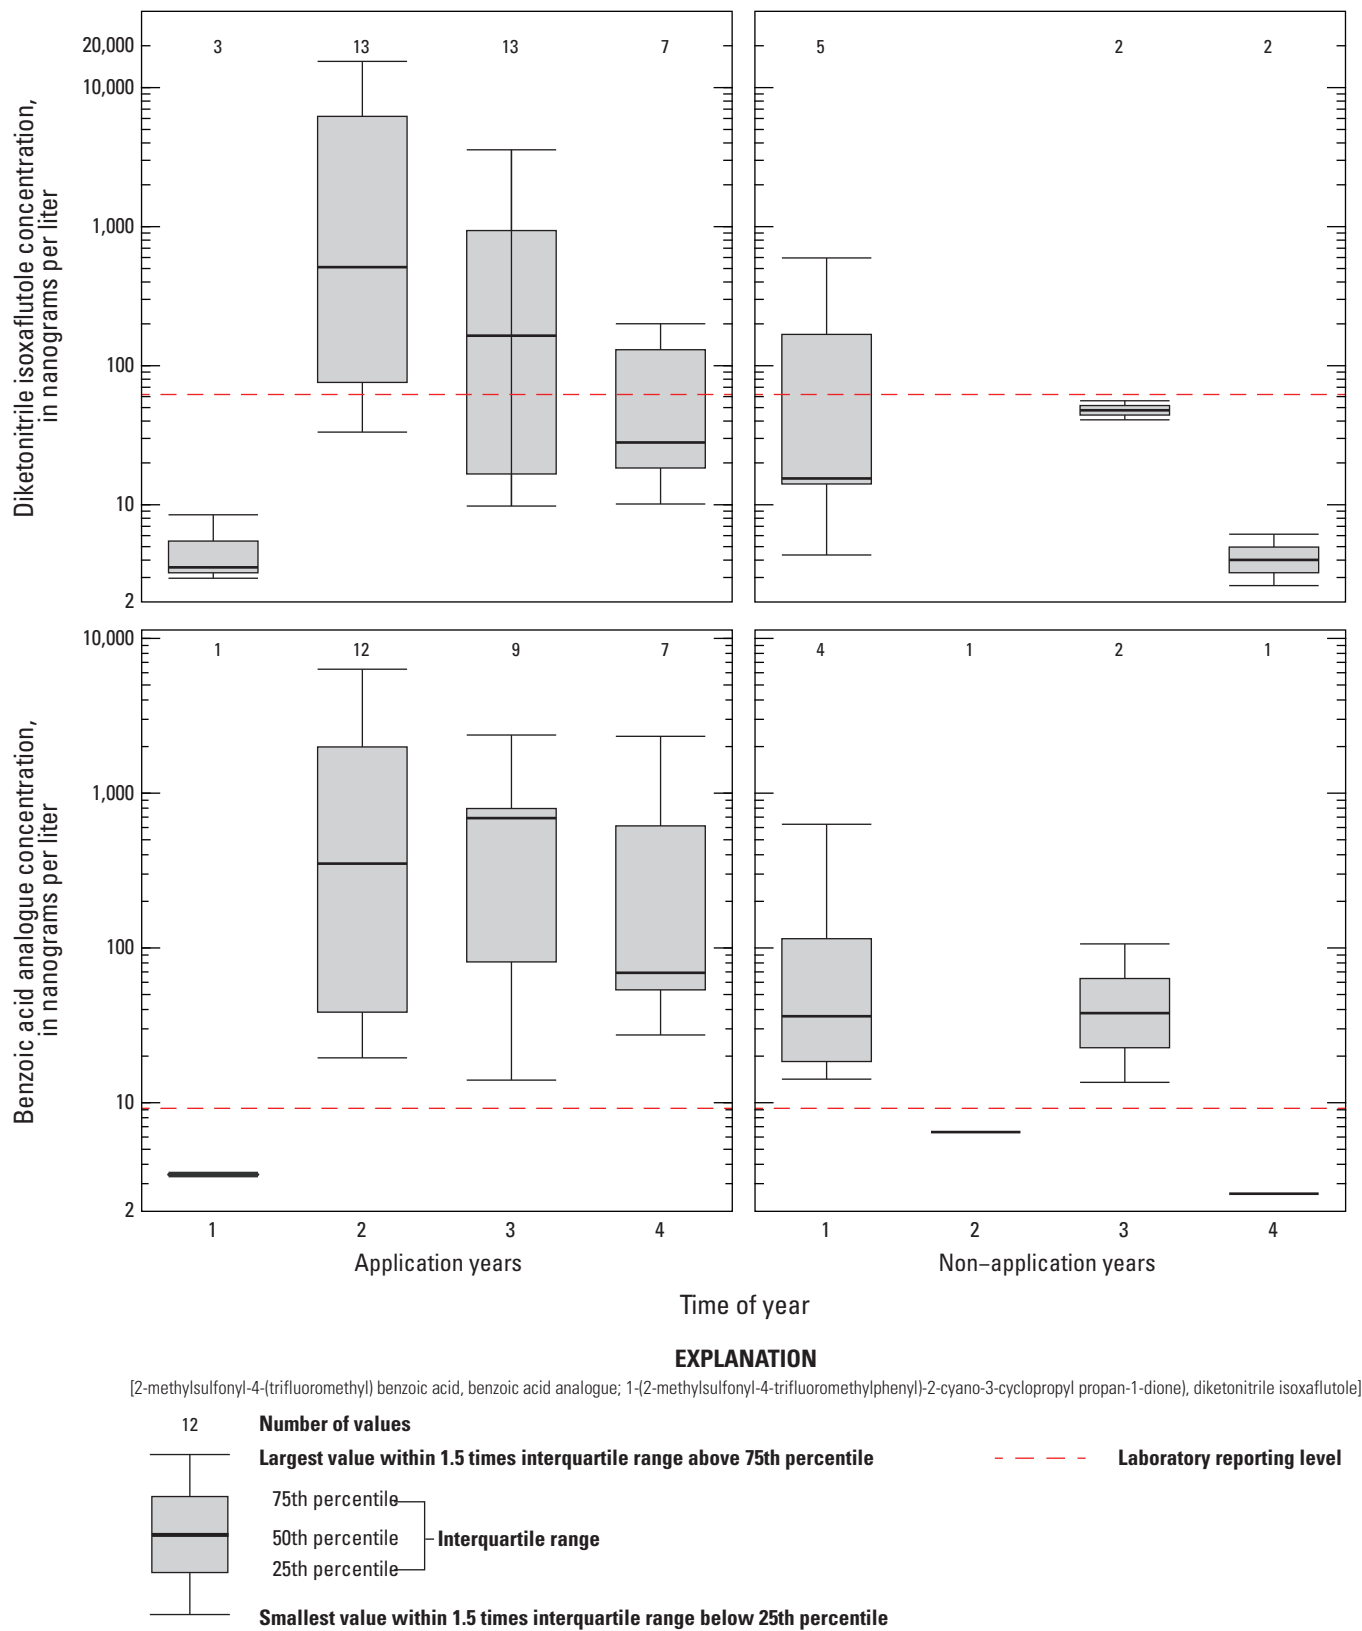 Diketonitrile isoxaflutole concentration,
in nanograms per liter
20,000
10,000
1,000
100
10
2
3 13 13 7
5 2 2
Benzoic acid analogue concentration,
in nanograms per liter
10,000
1,000
100
10
2
1 12 9 7
4 1 2 1
1 2 3 4
1 2 3 4
Application years
Non–application years
Time of year
EXPLANATION
[2-methylsulfonyl-4-(trifluoromethyl) benzoic acid, benzoic acid analogue; 1-(2-methylsulfonyl-4-trifluoromethylphenyl)-2-cyano-3-cyclopropyl propan-1-dione), diketonitrile isoxaflutole]
12 Number of values
Largest value within 1.5 times interquartile range above 75th percentile
Laboratory reporting level
75th percentile
50th percentile
Interquartile range
25th percentile
Smallest value within 1.5 times interquartile range below 25th percentile